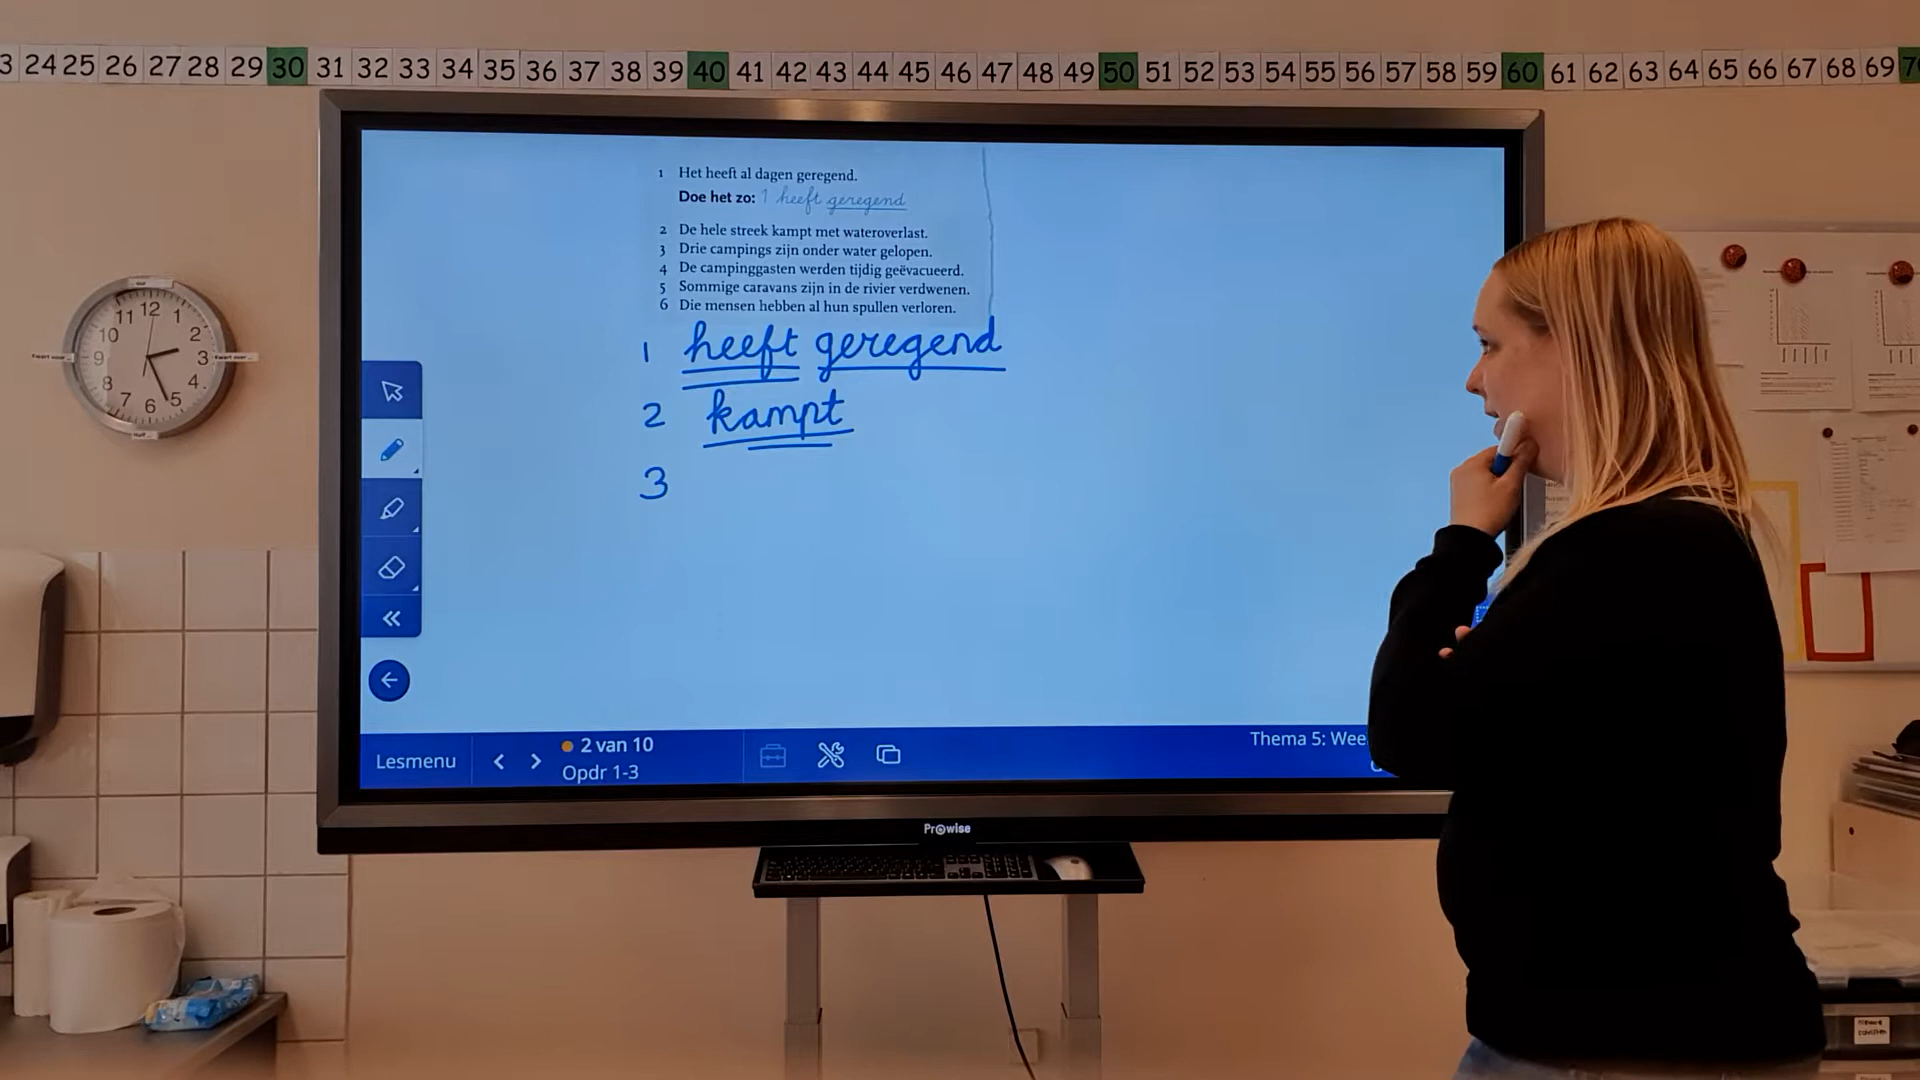 3 24 25 26 27 28 29 30 31 32 33 34 35 36 37 38 39 40 41 42 43 44 45 46 47 48 49 50 51 52 53 54 55 56 57 58 59 60 61 62 63 64 65 66 67 68 69
1 Het heeft al dagen geregend.
Doe het zo: 1 heeft geregend
2 De hele streek kampt met wateroverlast.
3 Drie campings zijn onder water gelopen.
4 De campinggasten werden tijdig geëvacueerd.
5 Sommige caravans zijn in de rivier verdwenen.
6 Die mensen hebben al hun spullen verloren.
1 heeft geregend
2 kampt
3
12 1 2 3 4 5 6 7 8 9 10 11
Lesmenu
2 van 10
Opdr 1-3
Thema 5: Wee
Prowise